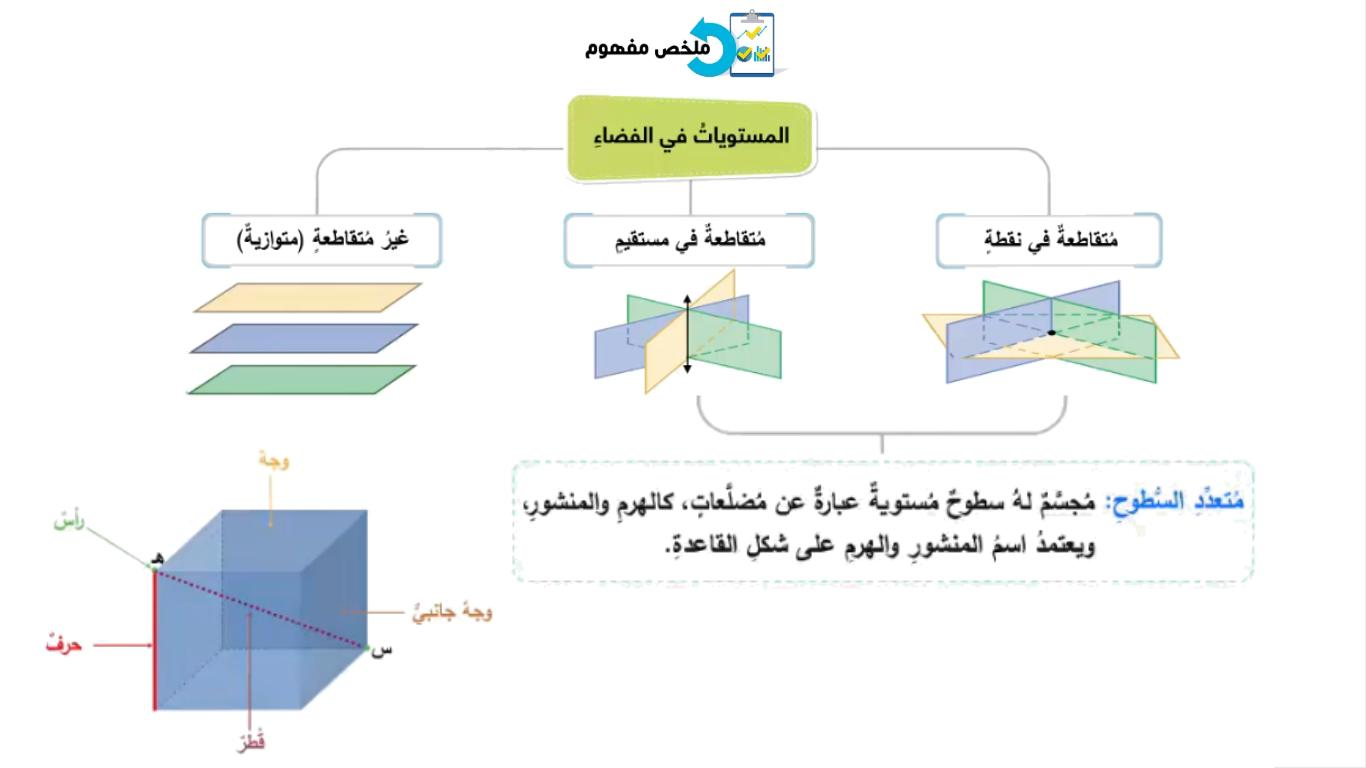 ملخص مفهوم
المستوياتُ في الفضاءِ
مُتقاطعةٌ في نقطةٍ
مُتقاطعةٌ في مستقيمٍ
غيرُ مُتقاطعةٍ (متوازيةٌ)
مُتعدِّدِ السُّطوحِ: مُجسَّمٌ لهُ سطوحٌ مُستويةٌ عبارةٌ عن مُضلَّعاتٍ، كالهرمِ والمنشورِ،
ويعتمدُ اسمُ المنشورِ والهرمِ على شكلِ القاعدةِ.
وجهٌ
رأسٌ
هـ
وجهٌ جانبيٌّ
حرفٌ
س
قُطرٌ